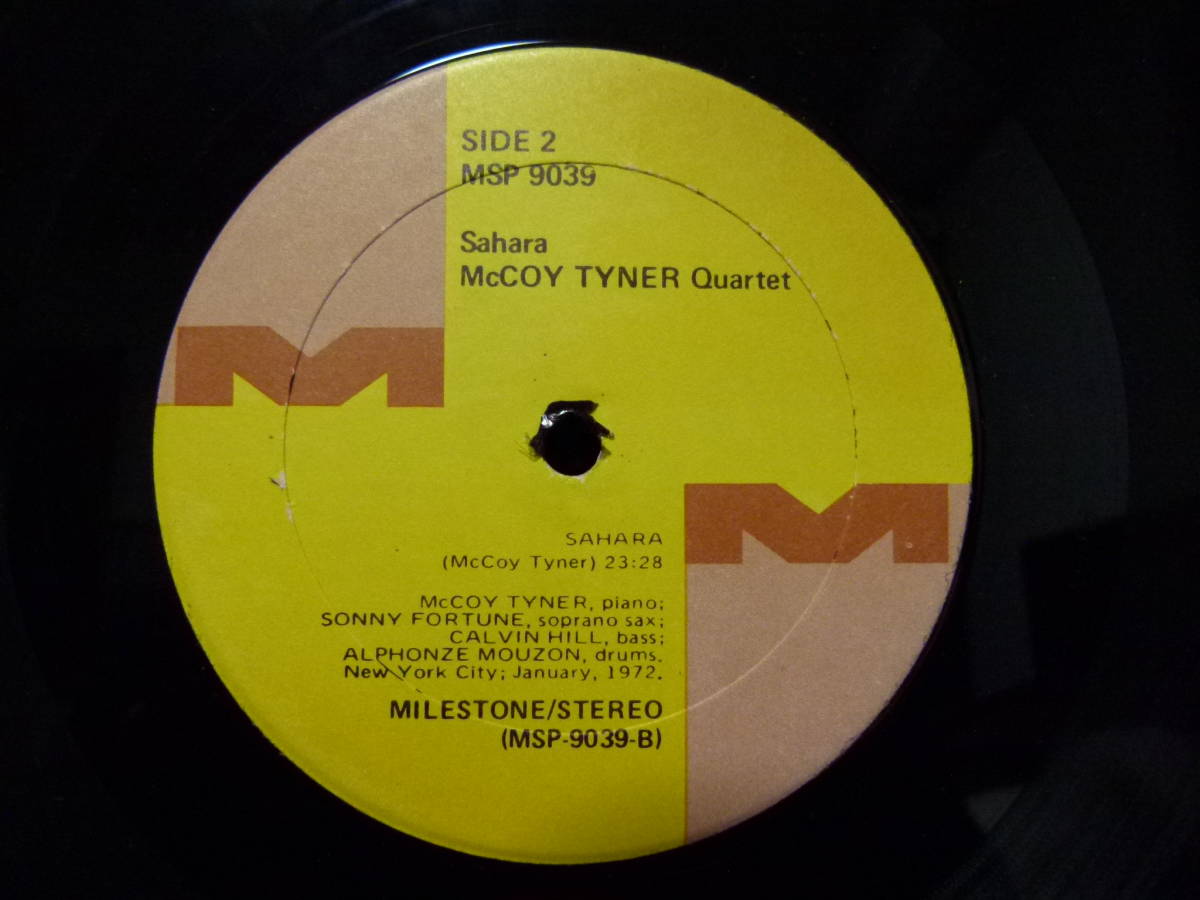 SIDE 2
MSP 9039
Sahara
McCOY TYNER Quartet
SAHARA
(McCoy Tyner) 23:28
McCOY TYNER, piano;
SONNY FORTUNE, soprano sax;
CALVIN HILL, bass;
ALPHONZE MOUZON, drums.
New York City; January, 1972.
MILESTONE/STEREO
(MSP-9039-B)